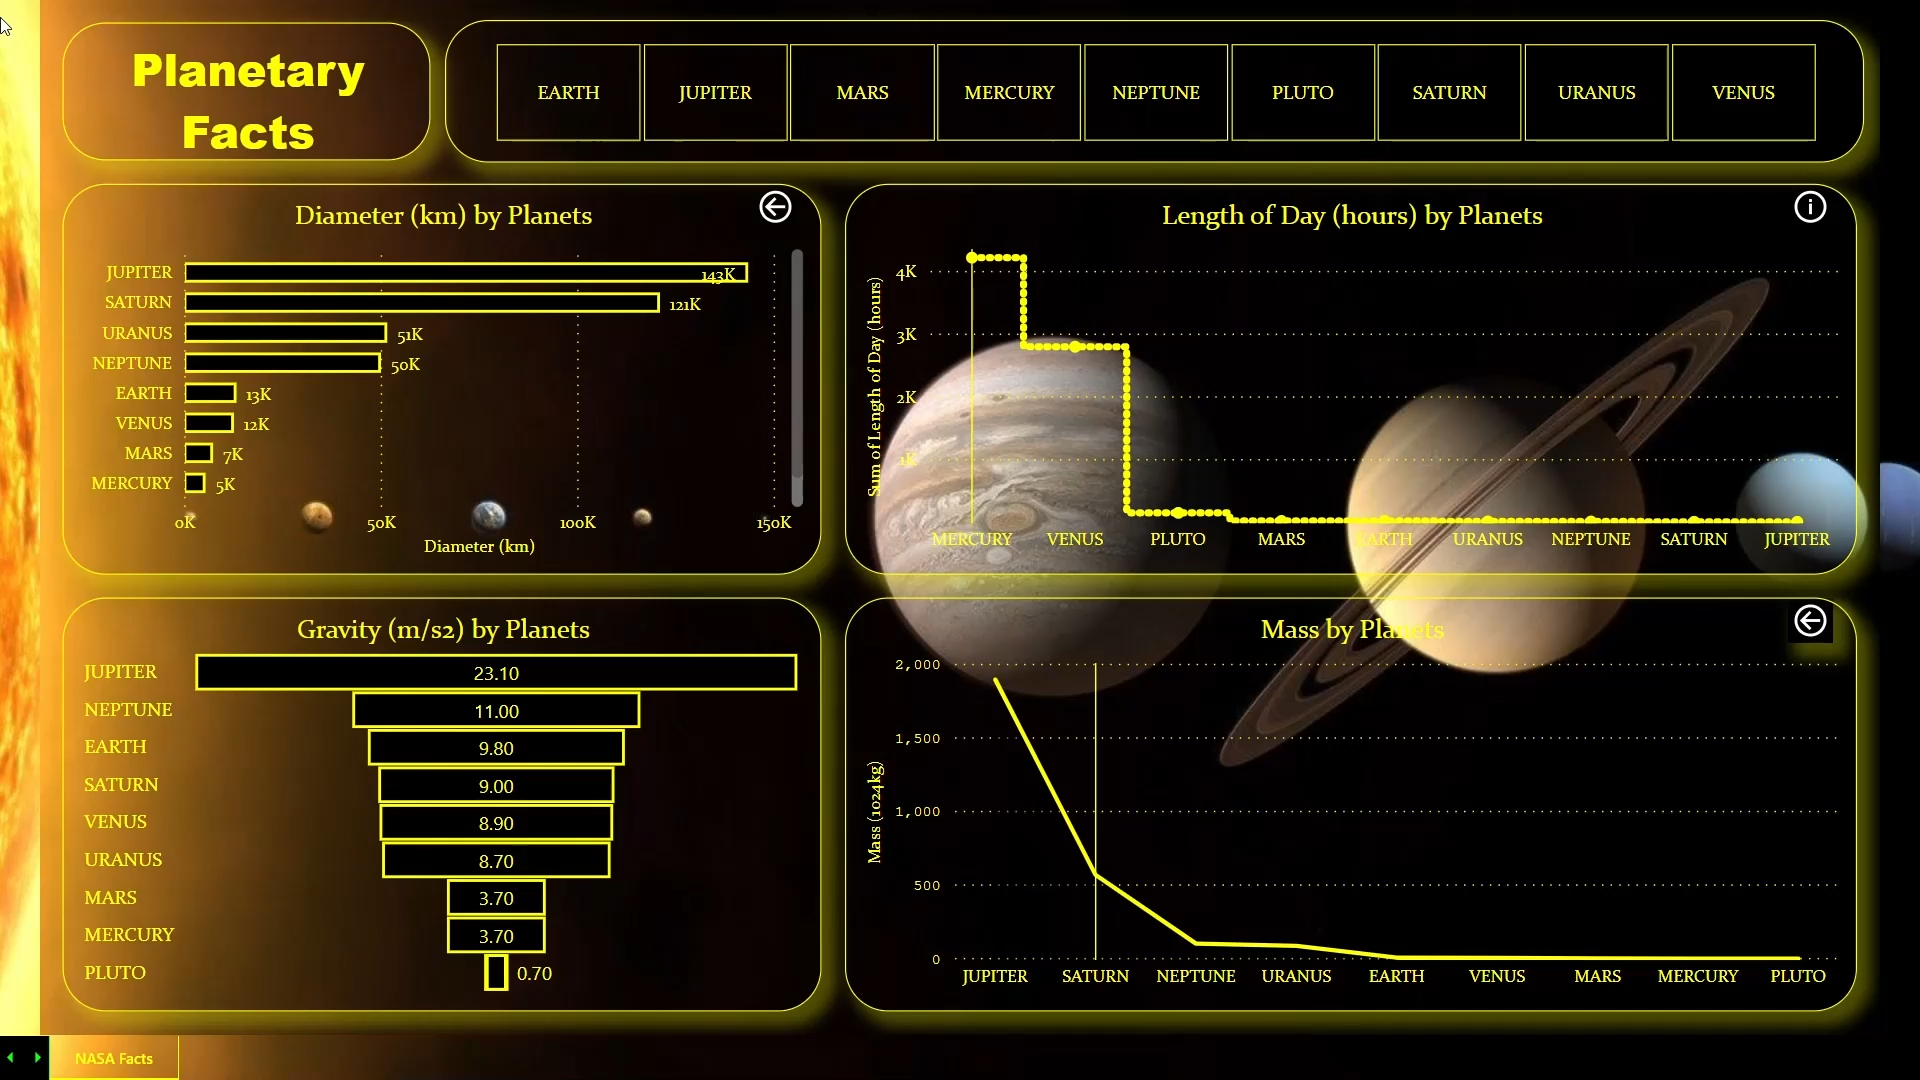 Planetary
Facts
EARTH
JUPITER
MARS
MERCURY
NEPTUNE
PLUTO
SATURN
URANUS
VENUS
Diameter (km) by Planets
JUPITER 143K
SATURN 121K
URANUS 51K
NEPTUNE 50K
EARTH 13K
VENUS 12K
MARS 7K
MERCURY 5K
0K 50K 100K 150K
Diameter (km)
Length of Day (hours) by Planets
Sum of Length of Day (hours)
4K
3K
2K
1K
MERCURY VENUS PLUTO MARS EARTH URANUS NEPTUNE SATURN JUPITER
Gravity (m/s2) by Planets
JUPITER 23.10
NEPTUNE 11.00
EARTH 9.80
SATURN 9.00
VENUS 8.90
URANUS 8.70
MARS 3.70
MERCURY 3.70
PLUTO 0.70
Mass by Planets
Mass (1024kg)
2,000
1,500
1,000
500
0
JUPITER SATURN NEPTUNE URANUS EARTH VENUS MARS MERCURY PLUTO
NASA Facts